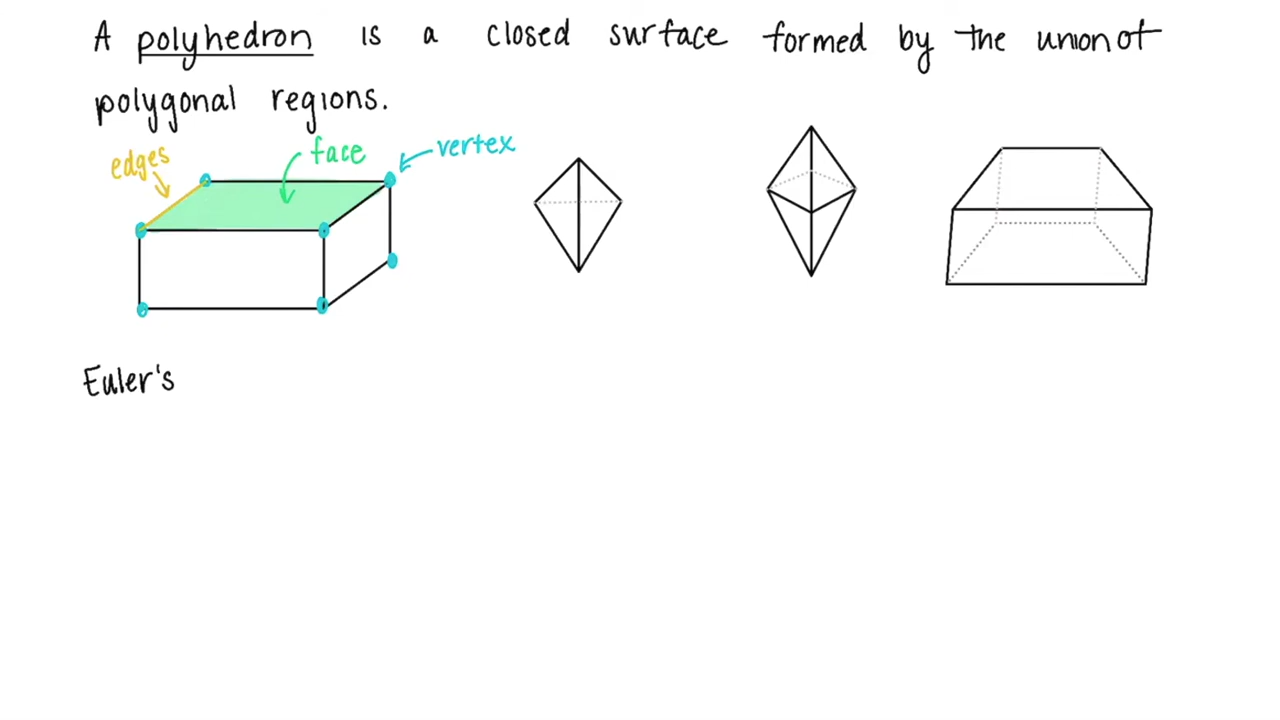 A polyhedron is a closed surface formed by the union of
polygonal regions.
edges
face
vertex
Euler's